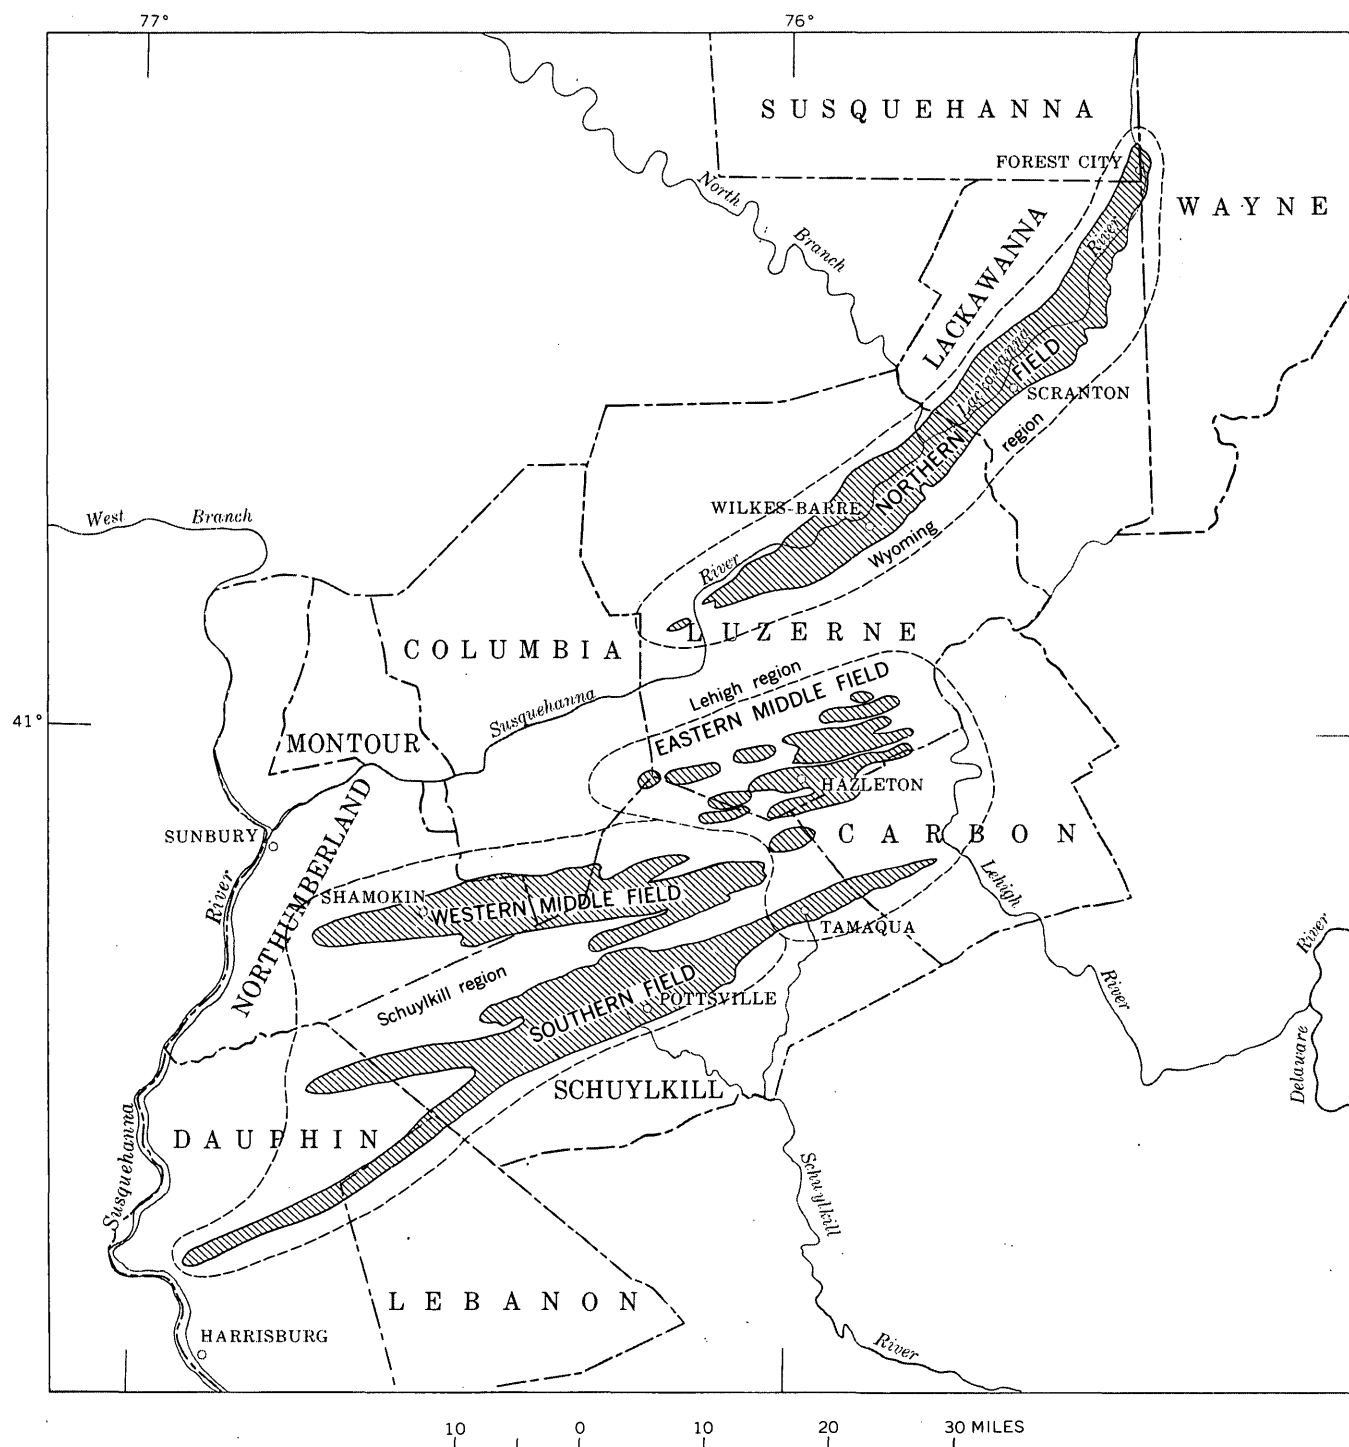 77°
76°
SUSQUEHANNA
FOREST CITY
North
Branch
WAYNE
LACKAWANNA
River
Lackawanna
NORTHERN FIELD
SCRANTON
Wyoming region
WILKES-BARRE
West Branch
River
LUZERNE
COLUMBIA
Lehigh region
EASTERN MIDDLE FIELD
Susquehanna
41°
MONTOUR
HAZLETON
SUNBURY
CARBON
NORTHUMBERLAND
River
SHAMOKIN
WESTERN MIDDLE FIELD
Lehigh
TAMAQUA
River
River
Schuylkill region
SOUTHERN FIELD
POTTSVILLE
Delaware
SCHUYLKILL
Susquehanna
DAUPHIN
Schuylkill
LEBANON
HARRISBURG
River
10 0 10 20 30 MILES